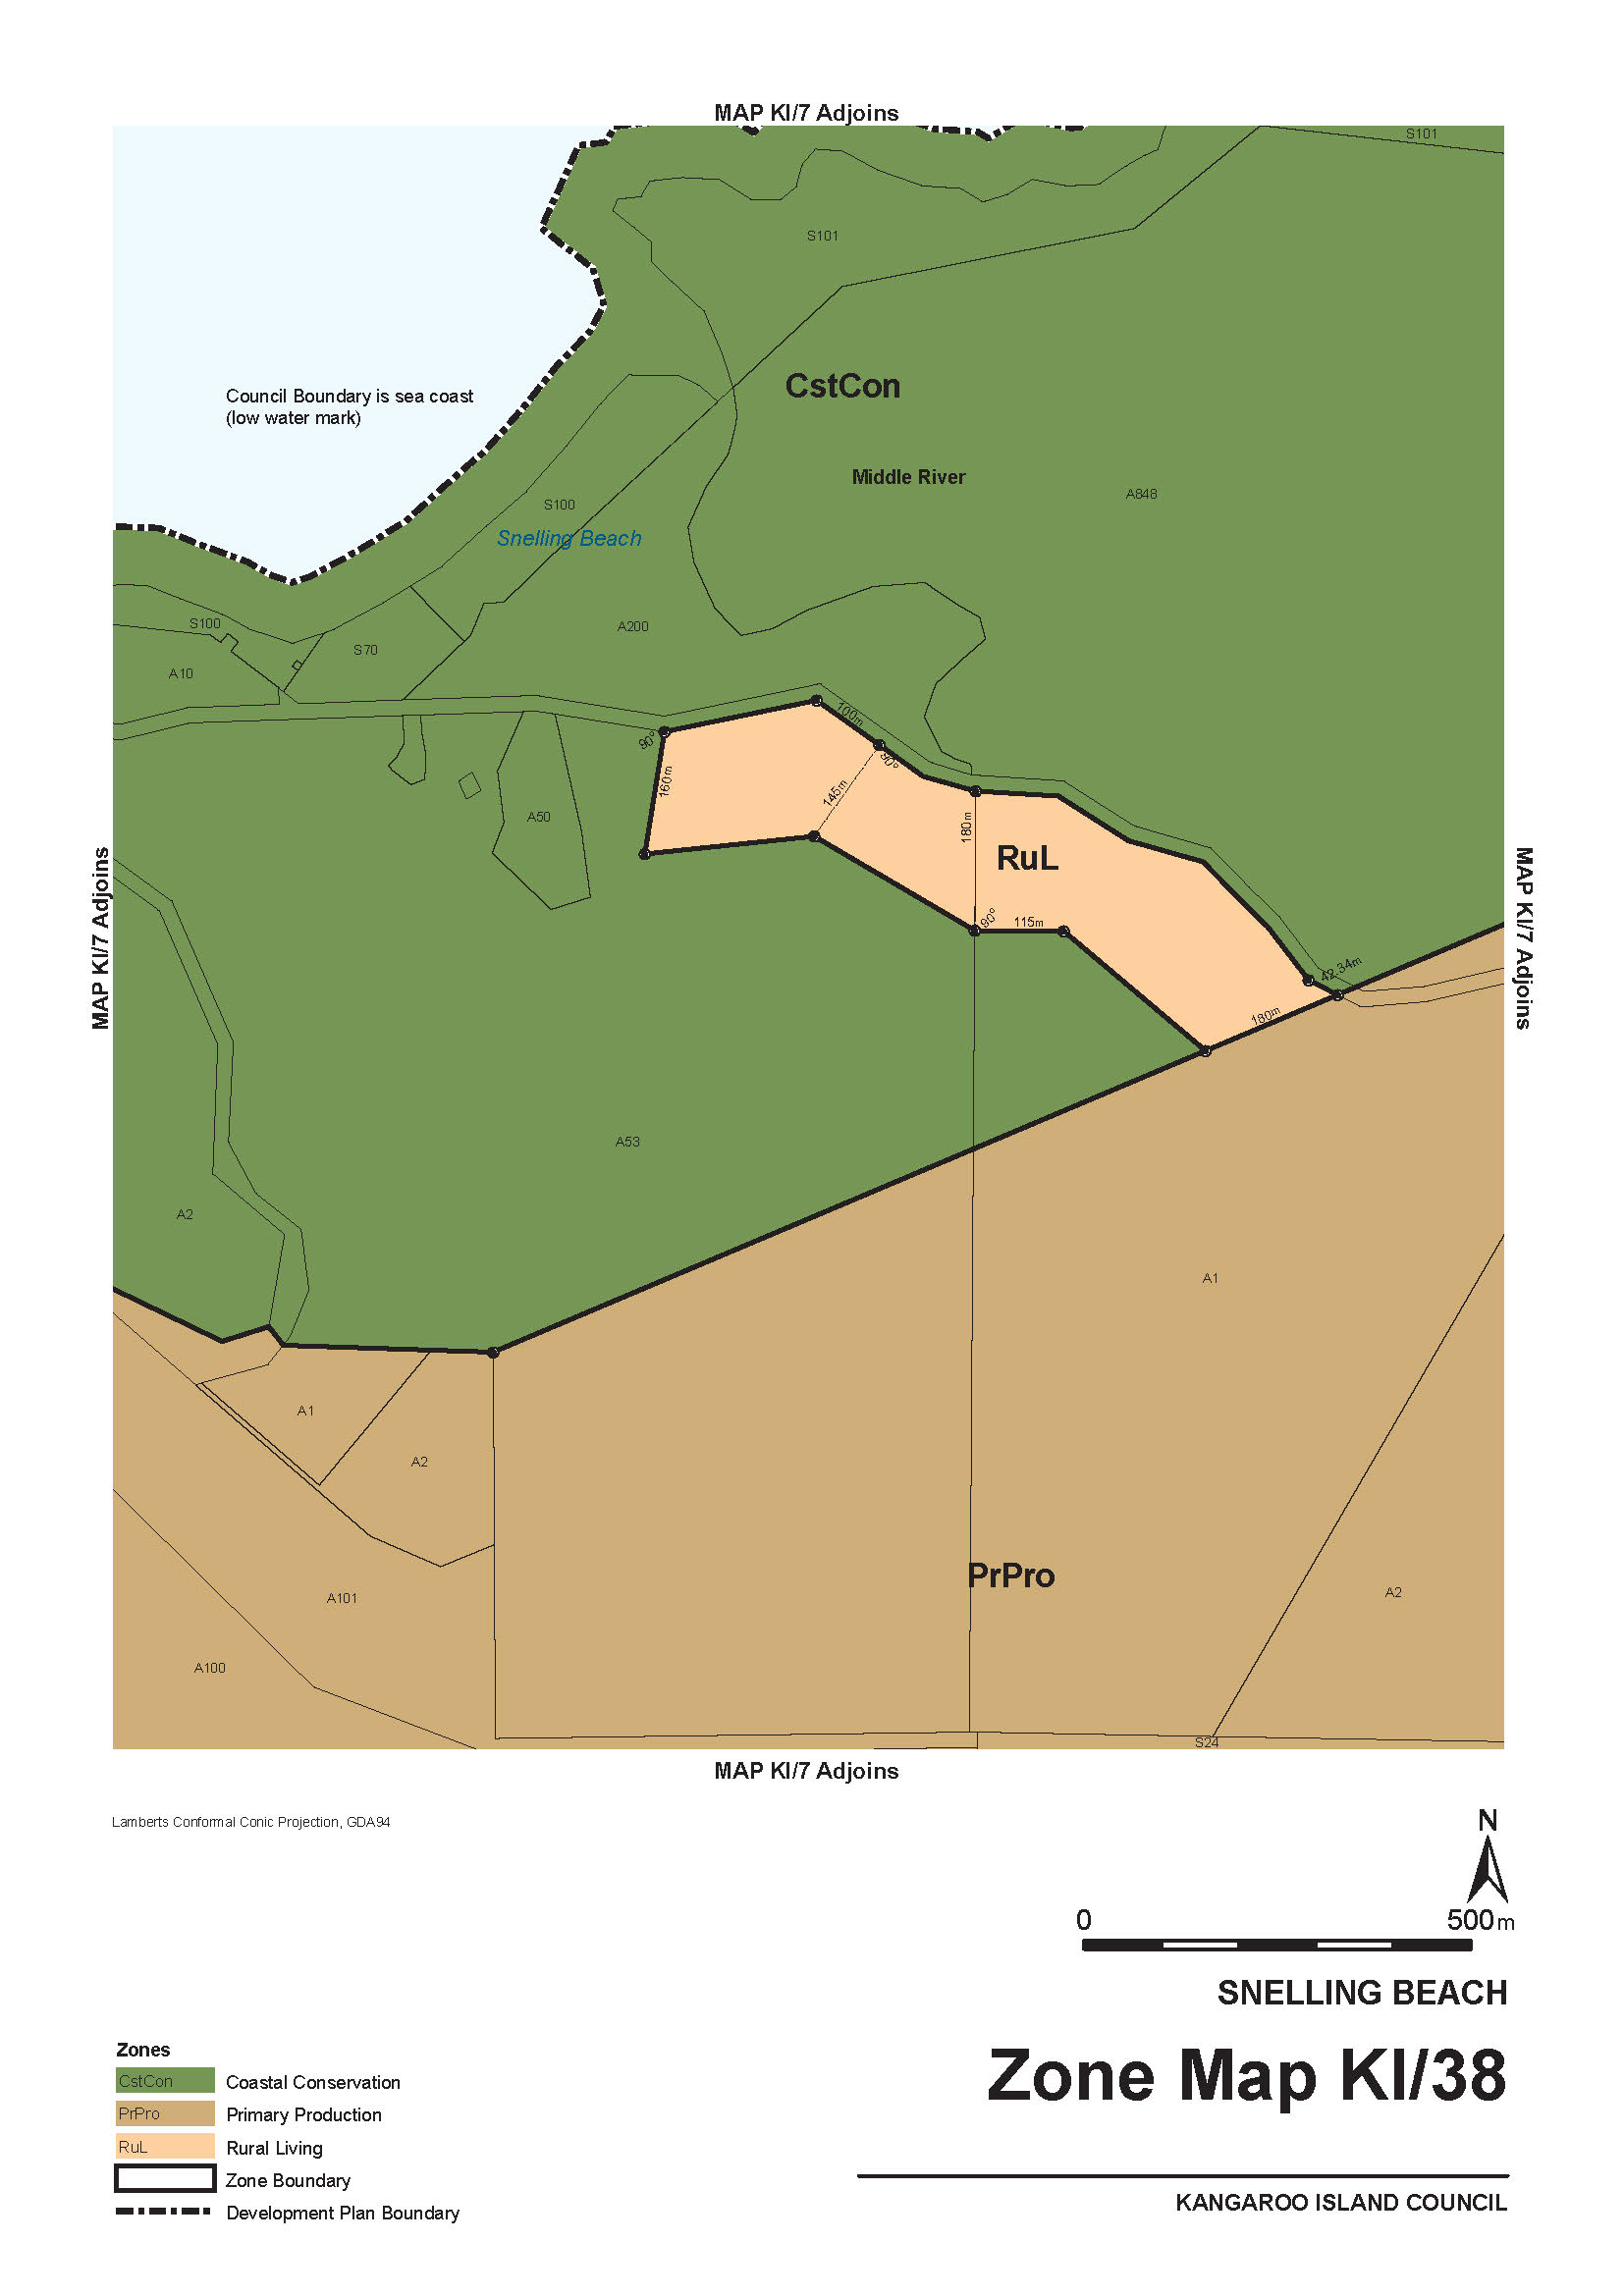 MAP KI/7 Adjoins
S101
S101
CstCon
Council Boundary is sea coast
(low water mark)
Middle River
A848
S100
Snelling Beach
S100
A200
S70
A10
100m
90°
90°
160m
145m
A50
180m
RuL
MAP KI/7 Adjoins
MAP KI/7 Adjoins
90°
115m
42.34m
180m
A53
A2
A1
A1
A2
PrPro
A2
A101
A100
S24
MAP KI/7 Adjoins
Lamberts Conformal Conic Projection, GDA94
N
0 500m
SNELLING BEACH
Zone Map KI/38
KANGAROO ISLAND COUNCIL
Zones
CstCon Coastal Conservation
PrPro Primary Production
RuL Rural Living
Zone Boundary
Development Plan Boundary